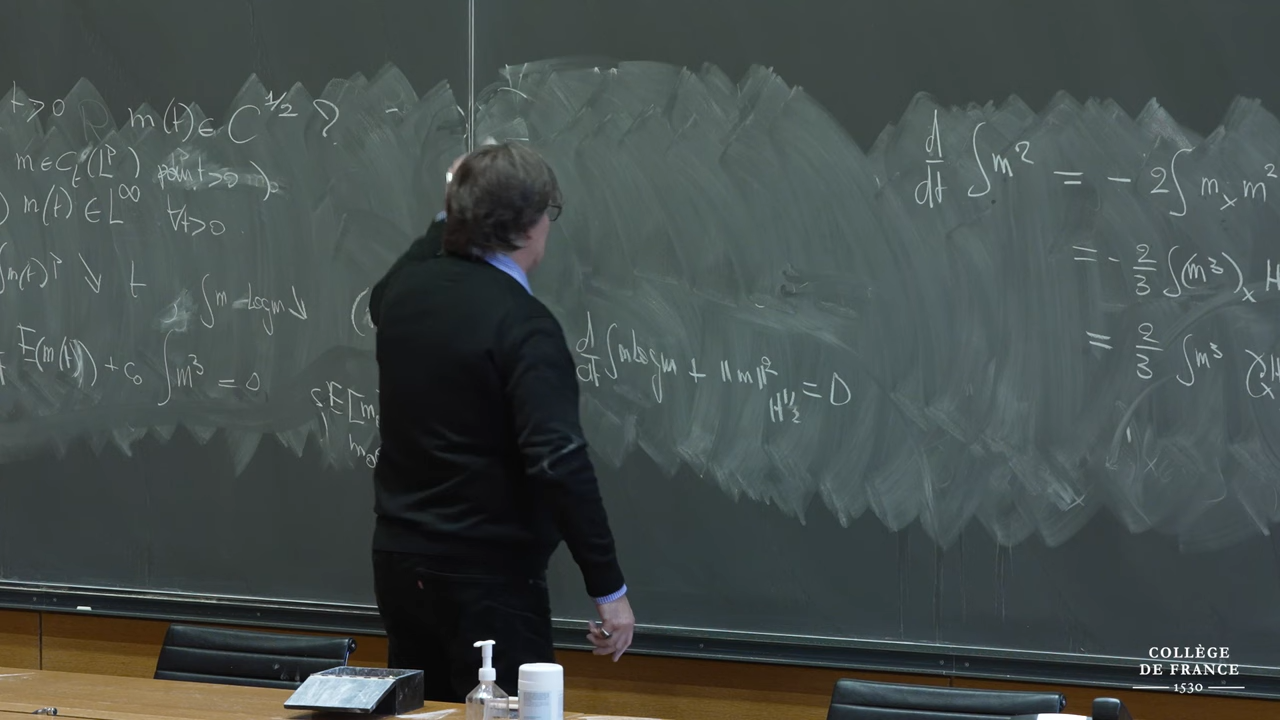 t>0 m(t) ∈ C^{1/2} ?
m ∈ C_t(L^p) t>0 )
) m(t) ∈ L^∞ ∀t>0
∫m(t)^p ↘ t ∫m Log m ↘
E(m(t)) + c₀ ∫m³ = 0
E[m
d/dt ∫m Log m + ||m||²_{H^{1/2}} = 0
d/dt ∫m² = - 2∫ m_x m²
= - 2/3 ∫(m³)_x H
= 2/3 ∫m³
COLLÈGE
DE FRANCE
1530